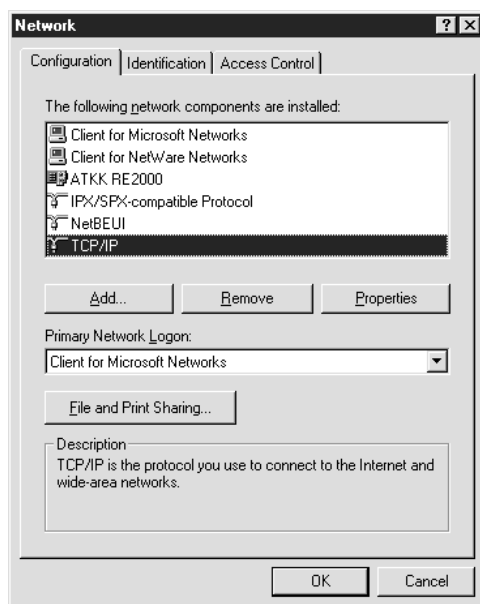 Network
Configuration Identification Access Control
The following network components are installed:
Client for Microsoft Networks
Client for NetWare Networks
ATKK RE2000
IPX/SPX-compatible Protocol
NetBEUI
TCP/IP
Add... Remove Properties
Primary Network Logon:
Client for Microsoft Networks
File and Print Sharing...
Description
TCP/IP is the protocol you use to connect to the Internet and
wide-area networks.
OK Cancel